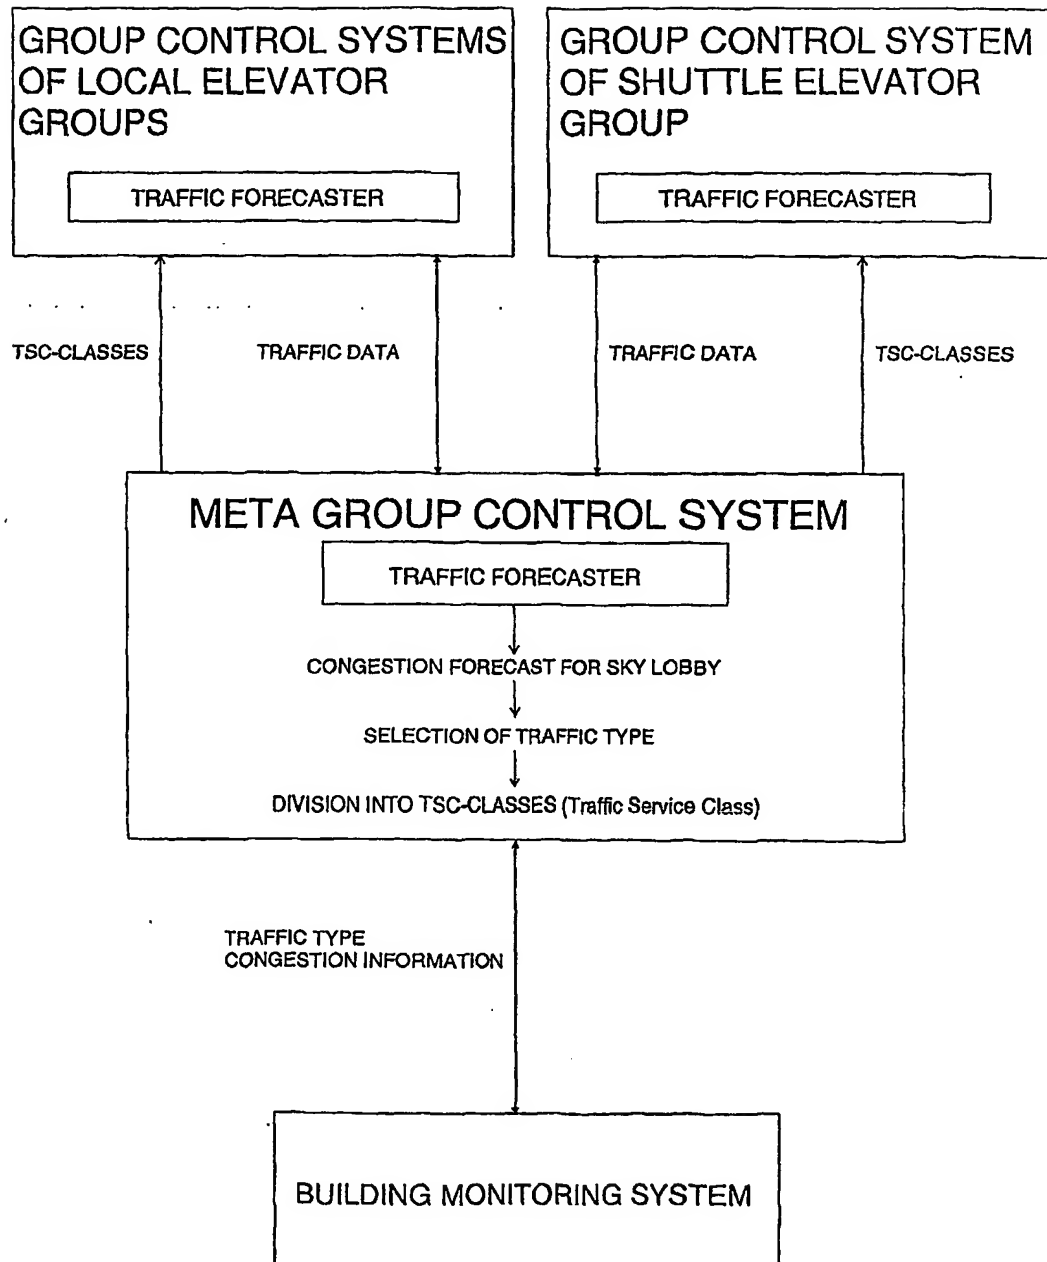 GROUP CONTROL SYSTEMS
OF LOCAL ELEVATOR
GROUPS
TRAFFIC FORECASTER
GROUP CONTROL SYSTEM
OF SHUTTLE ELEVATOR
GROUP
TRAFFIC FORECASTER
TSC-CLASSES
TRAFFIC DATA
TRAFFIC DATA
TSC-CLASSES
META GROUP CONTROL SYSTEM
TRAFFIC FORECASTER
CONGESTION FORECAST FOR SKY LOBBY
SELECTION OF TRAFFIC TYPE
DIVISION INTO TSC-CLASSES (Traffic Service Class)
TRAFFIC TYPE
CONGESTION INFORMATION
BUILDING MONITORING SYSTEM